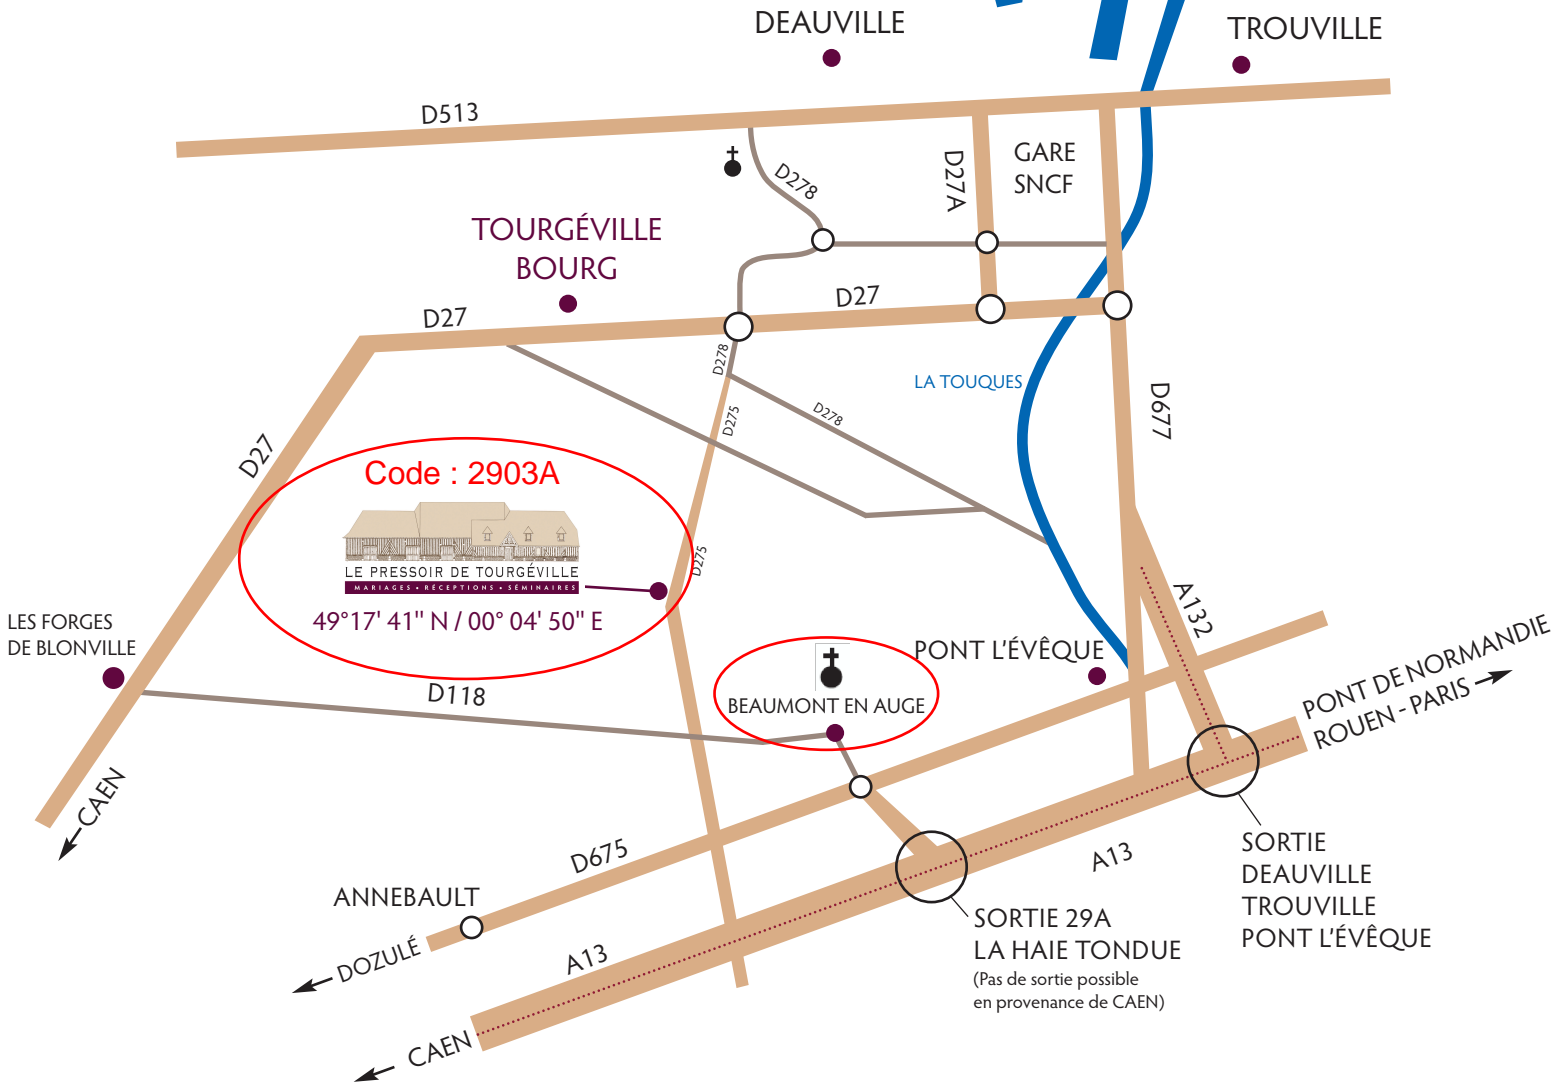 DEAUVILLE
TROUVILLE
D513
D278
D27A
GARE
SNCF
TOURGÉVILLE
BOURG
D27
D27
D278
D275
D278
LA TOUQUES
D677
D27
Code : 2903A
LE PRESSOIR DE TOURGÉVILLE
MARIAGES • RÉCEPTIONS • SÉMINAIRES
49°17' 41'' N / 00° 04' 50'' E
D275
A132
LES FORGES
DE BLONVILLE
D118
BEAUMONT EN AUGE
PONT L'ÉVÊQUE
PONT DE NORMANDIE
ROUEN - PARIS
CAEN
D675
A13
SORTIE
DEAUVILLE
TROUVILLE
PONT L'ÉVÊQUE
ANNEBAULT
DOZULÉ
A13
SORTIE 29A
LA HAIE TONDUE
(Pas de sortie possible
en provenance de CAEN)
CAEN